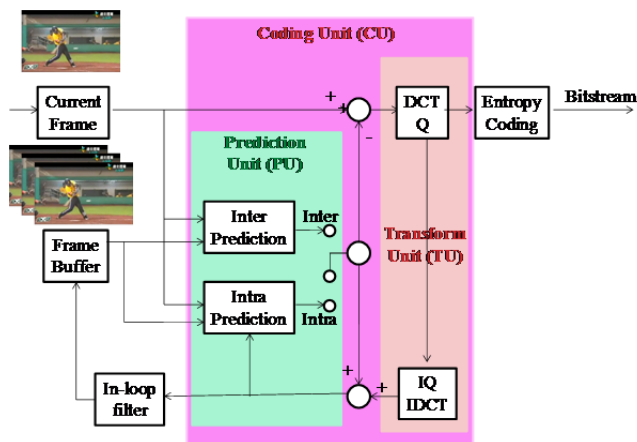 Coding Unit (CU)
Current
Frame
+
+
DCT
Q
Entropy
Coding
Bitstream
-
Prediction
Unit (PU)
Inter
Prediction
Inter
Transform
Unit (TU)
Frame
Buffer
Intra
Prediction
Intra
In-loop
filter
+
+
IQ
IDCT